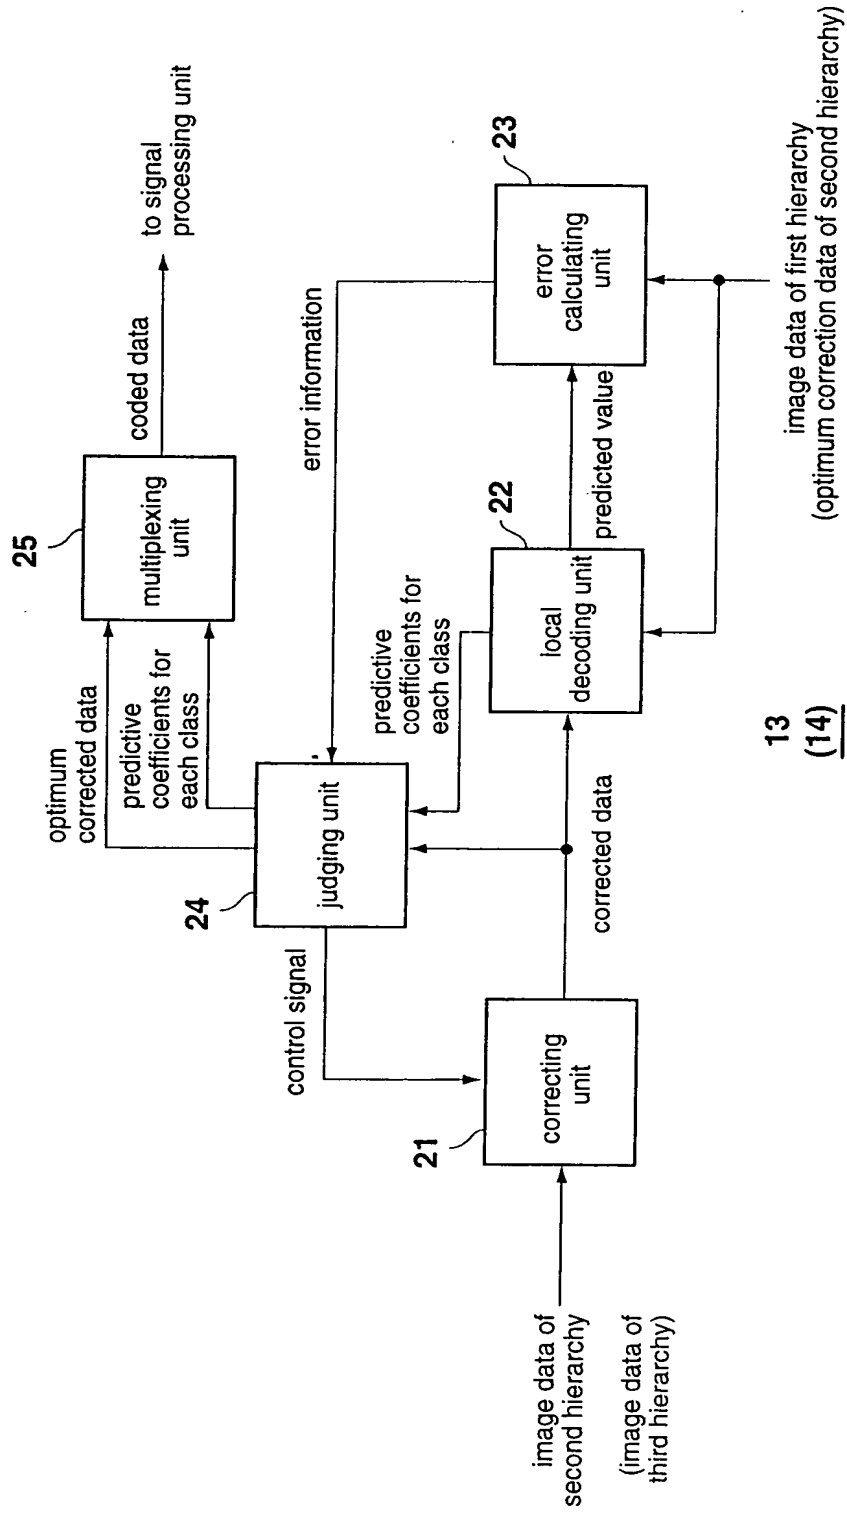 image data of
second hierarchy
(image data of
third hierarchy)
21
correcting
unit
control signal
corrected data
24
judging unit
optimum
corrected data
predictive
coefficients for
each class
predictive
coefficients for
each class
22
local
decoding unit
predicted value
error information
23
error
calculating
unit
25
multiplexing
unit
coded data
to signal
processing unit
image data of first hierarchy
(optimum correction data of second hierarchy)
13
(14)